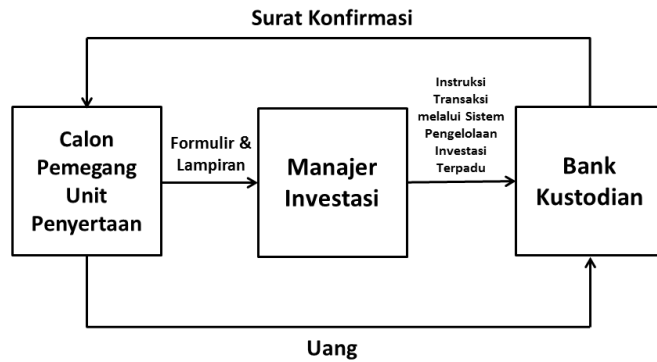 Surat Konfirmasi
Calon
Pemegang
Unit
Penyertaan
Formulir &
Lampiran
Manajer
Investasi
Instruksi
Transaksi
melalui Sistem
Pengelolaan
Investasi
Terpadu
Bank
Kustodian
Uang